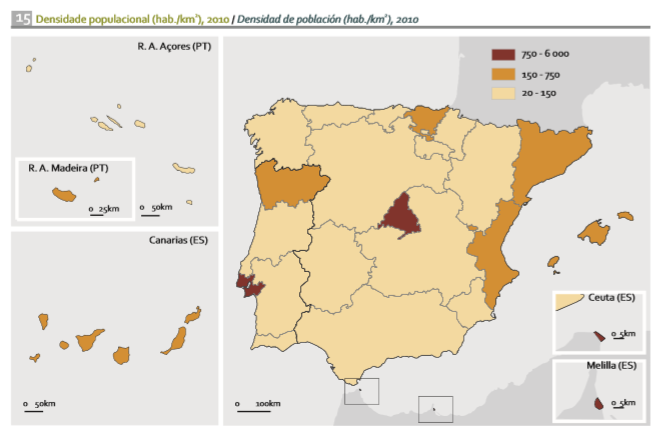 15 Densidade populacional (hab./km²), 2010 / Densidad de población (hab./km²), 2010
R. A. Açores (PT)
750 - 6 000
150 - 750
20 - 150
R. A. Madeira (PT)
0 25km
0 50km
Canarias (ES)
0 50km
0 100km
Ceuta (ES)
0 5km
Melilla (ES)
0 5km